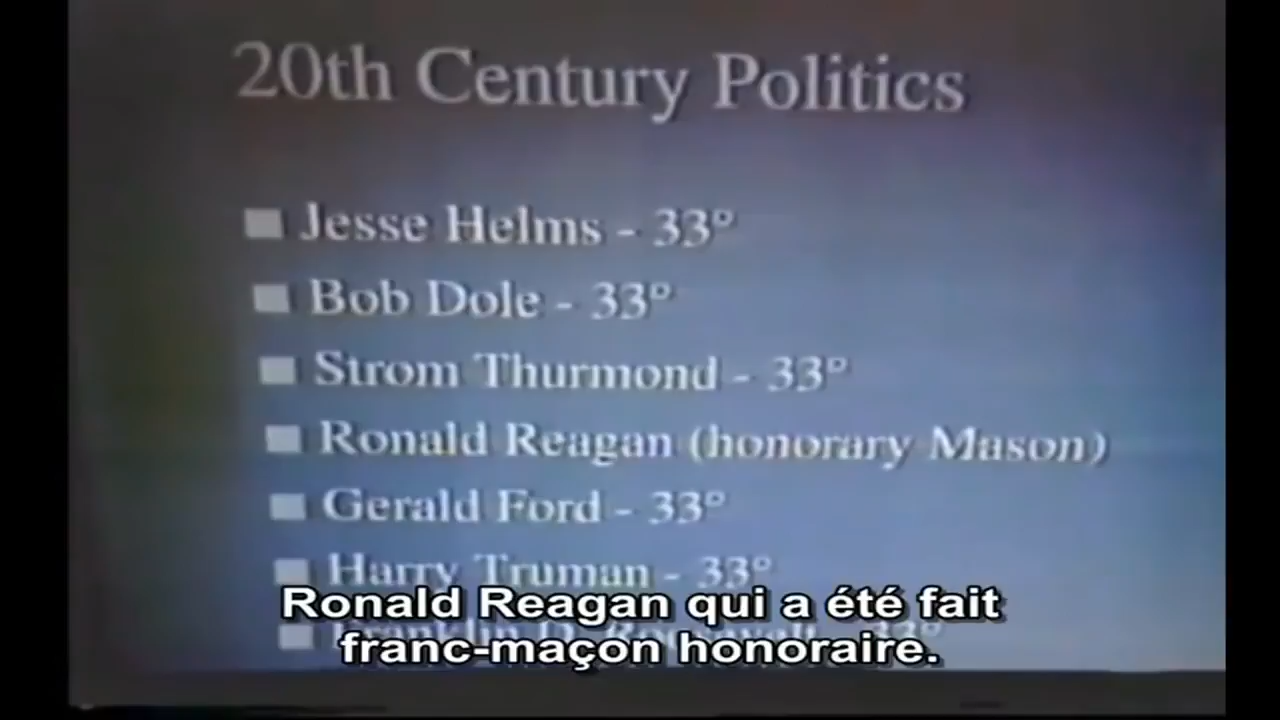 20th Century Politics
■ Jesse Helms - 33°
■ Bob Dole - 33°
■ Strom Thurmond - 33°
■ Ronald Reagan (honorary Mason)
■ Gerald Ford - 33°
■ Harry Truman - 33°
■ Franklin D.
Ronald Reagan qui a été fait
franc-maçon honoraire.